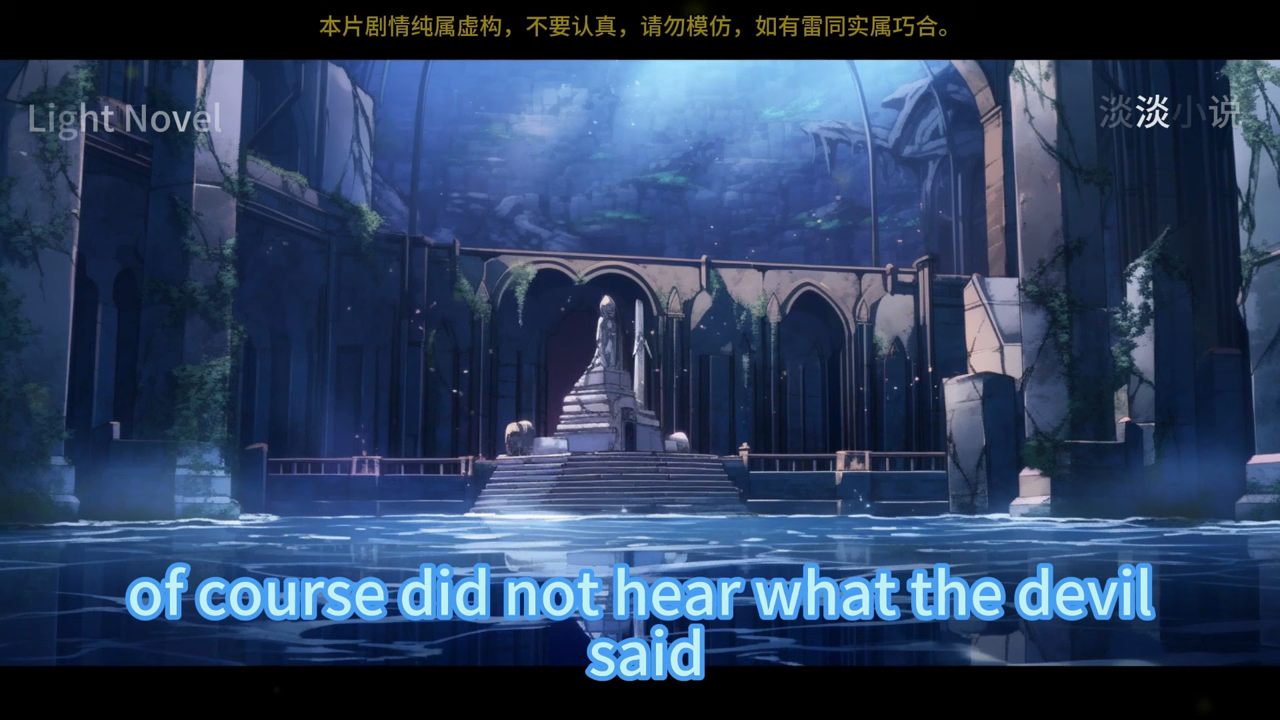 本片剧情纯属虚构，不要认真，请勿模仿，如有雷同实属巧合。
Light Novel
淡淡小说
of course did not hear what the devil
said